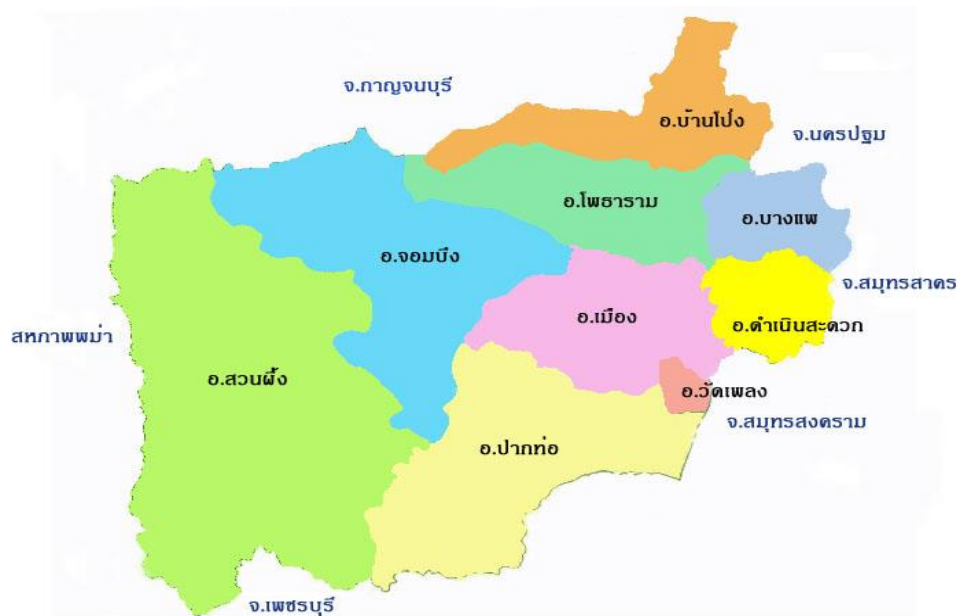 จ.กาญจนบุรี
อ.บ้านโป่ง
จ.นครปฐม
อ.โพธาราม
อ.บางแพ
อ.จอมบึง
จ.สมุทรสาคร
อ.เมือง
อ.ดำเนินสะดวก
สหภาพพม่า
อ.สวนผึ้ง
อ.วัดเพลง
จ.สมุทรสงคราม
อ.ปากท่อ
จ.เพชรบุรี